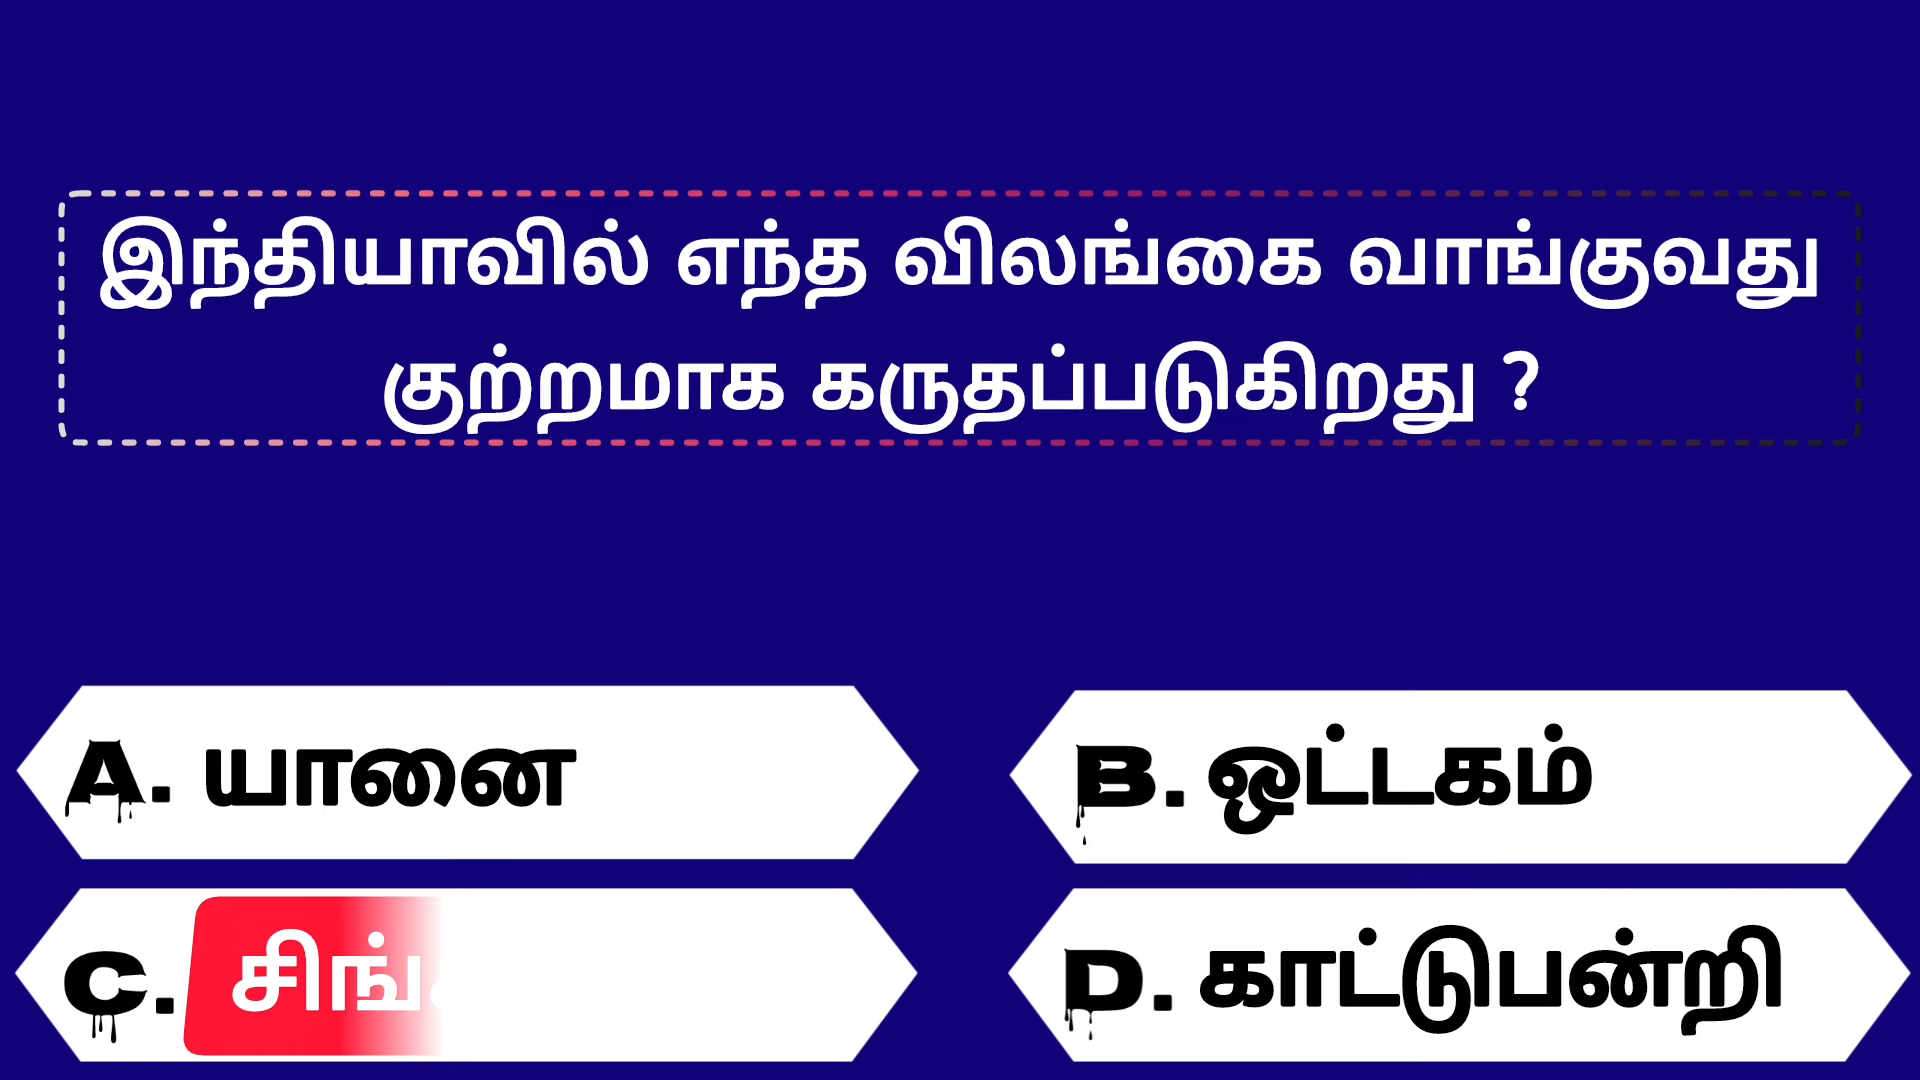 இந்தியாவில் எந்த விலங்கை வாங்குவது
குற்றமாக கருதப்படுகிறது ?
A. யானை
B. ஒட்டகம்
C.
D. காட்டுபன்றி